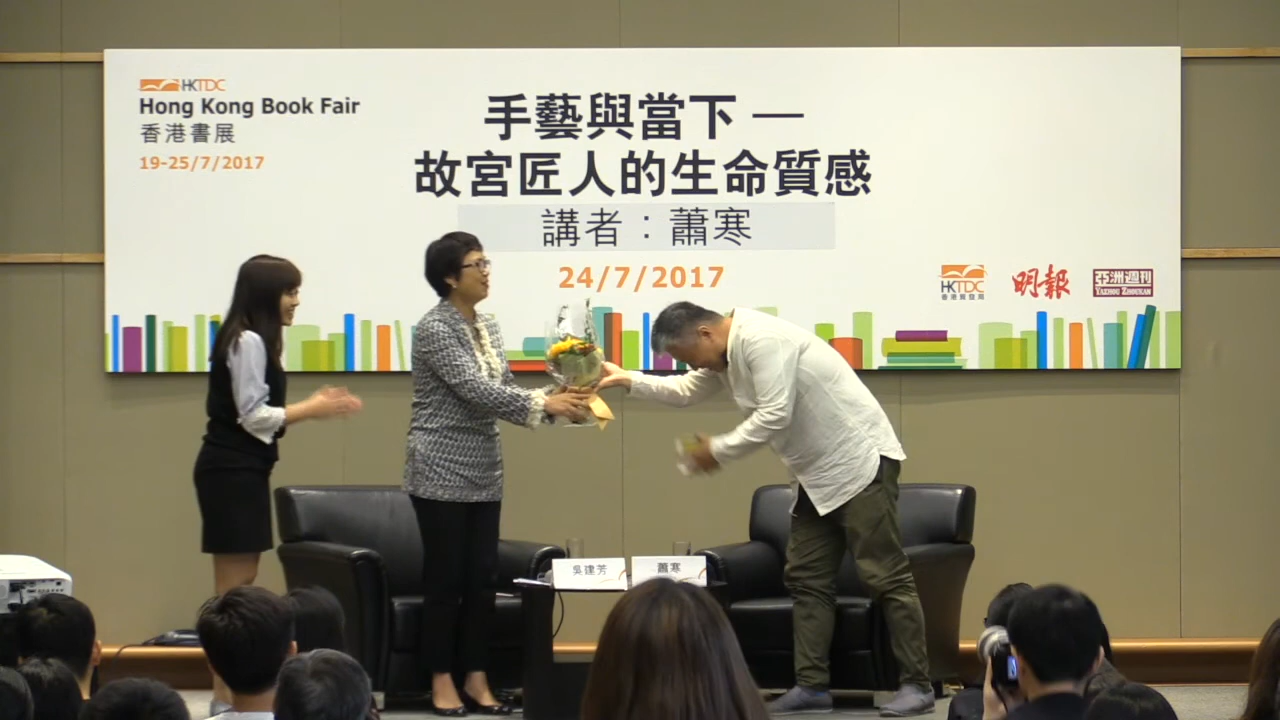 HKTDC
Hong Kong Book Fair
香港書展
19-25/7/2017
手藝與當下 —
故宮匠人的生命質感
講者：蕭寒
24/7/2017
HKTDC
香港貿發局
明報
亞洲週刊
YAZHOU ZHOUKAN
吳建芳
蕭寒